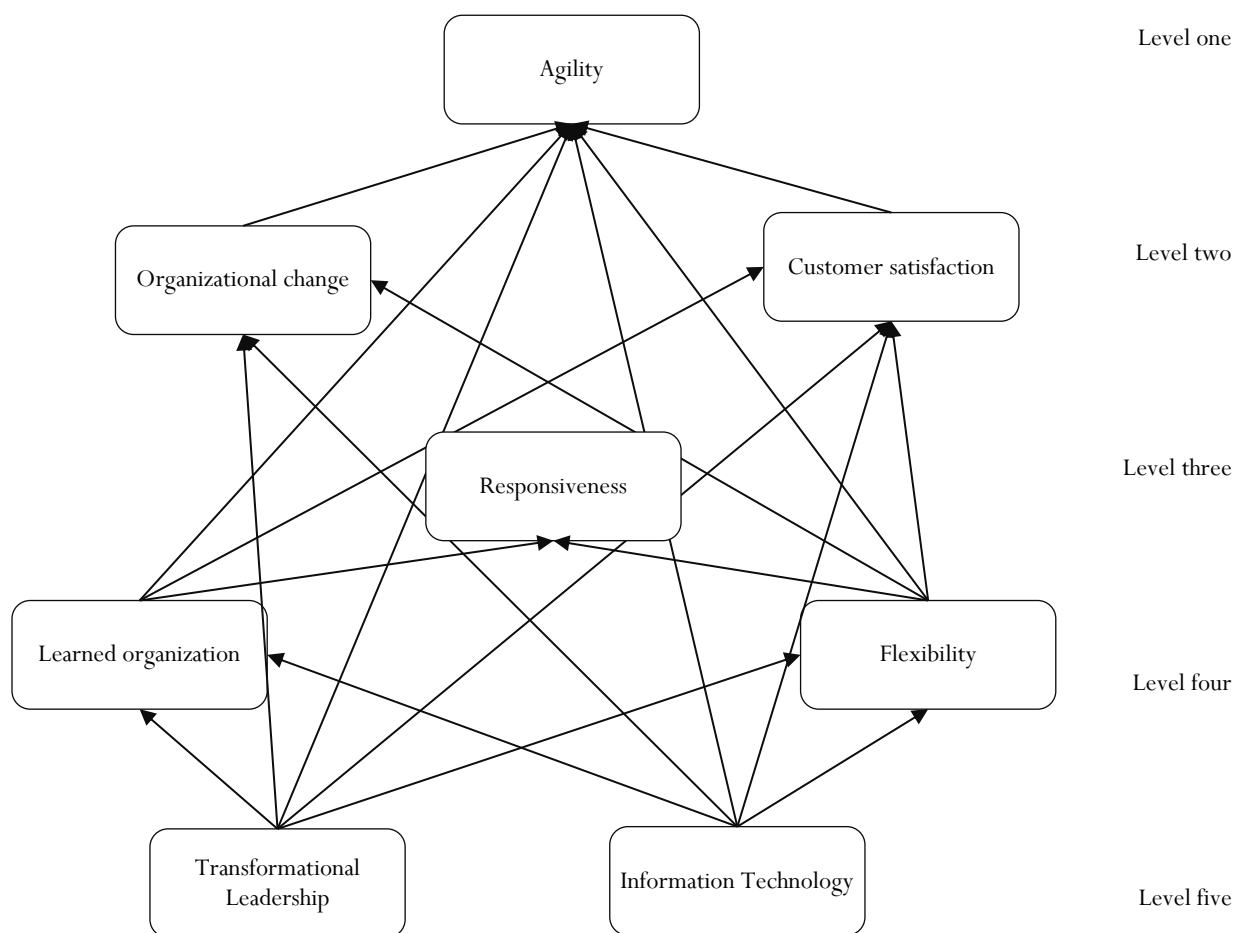 Level one
Agility
Level two
Organizational change
Customer satisfaction
Level three
Responsiveness
Learned organization
Flexibility
Level four
Transformational
Leadership
Information Technology
Level five